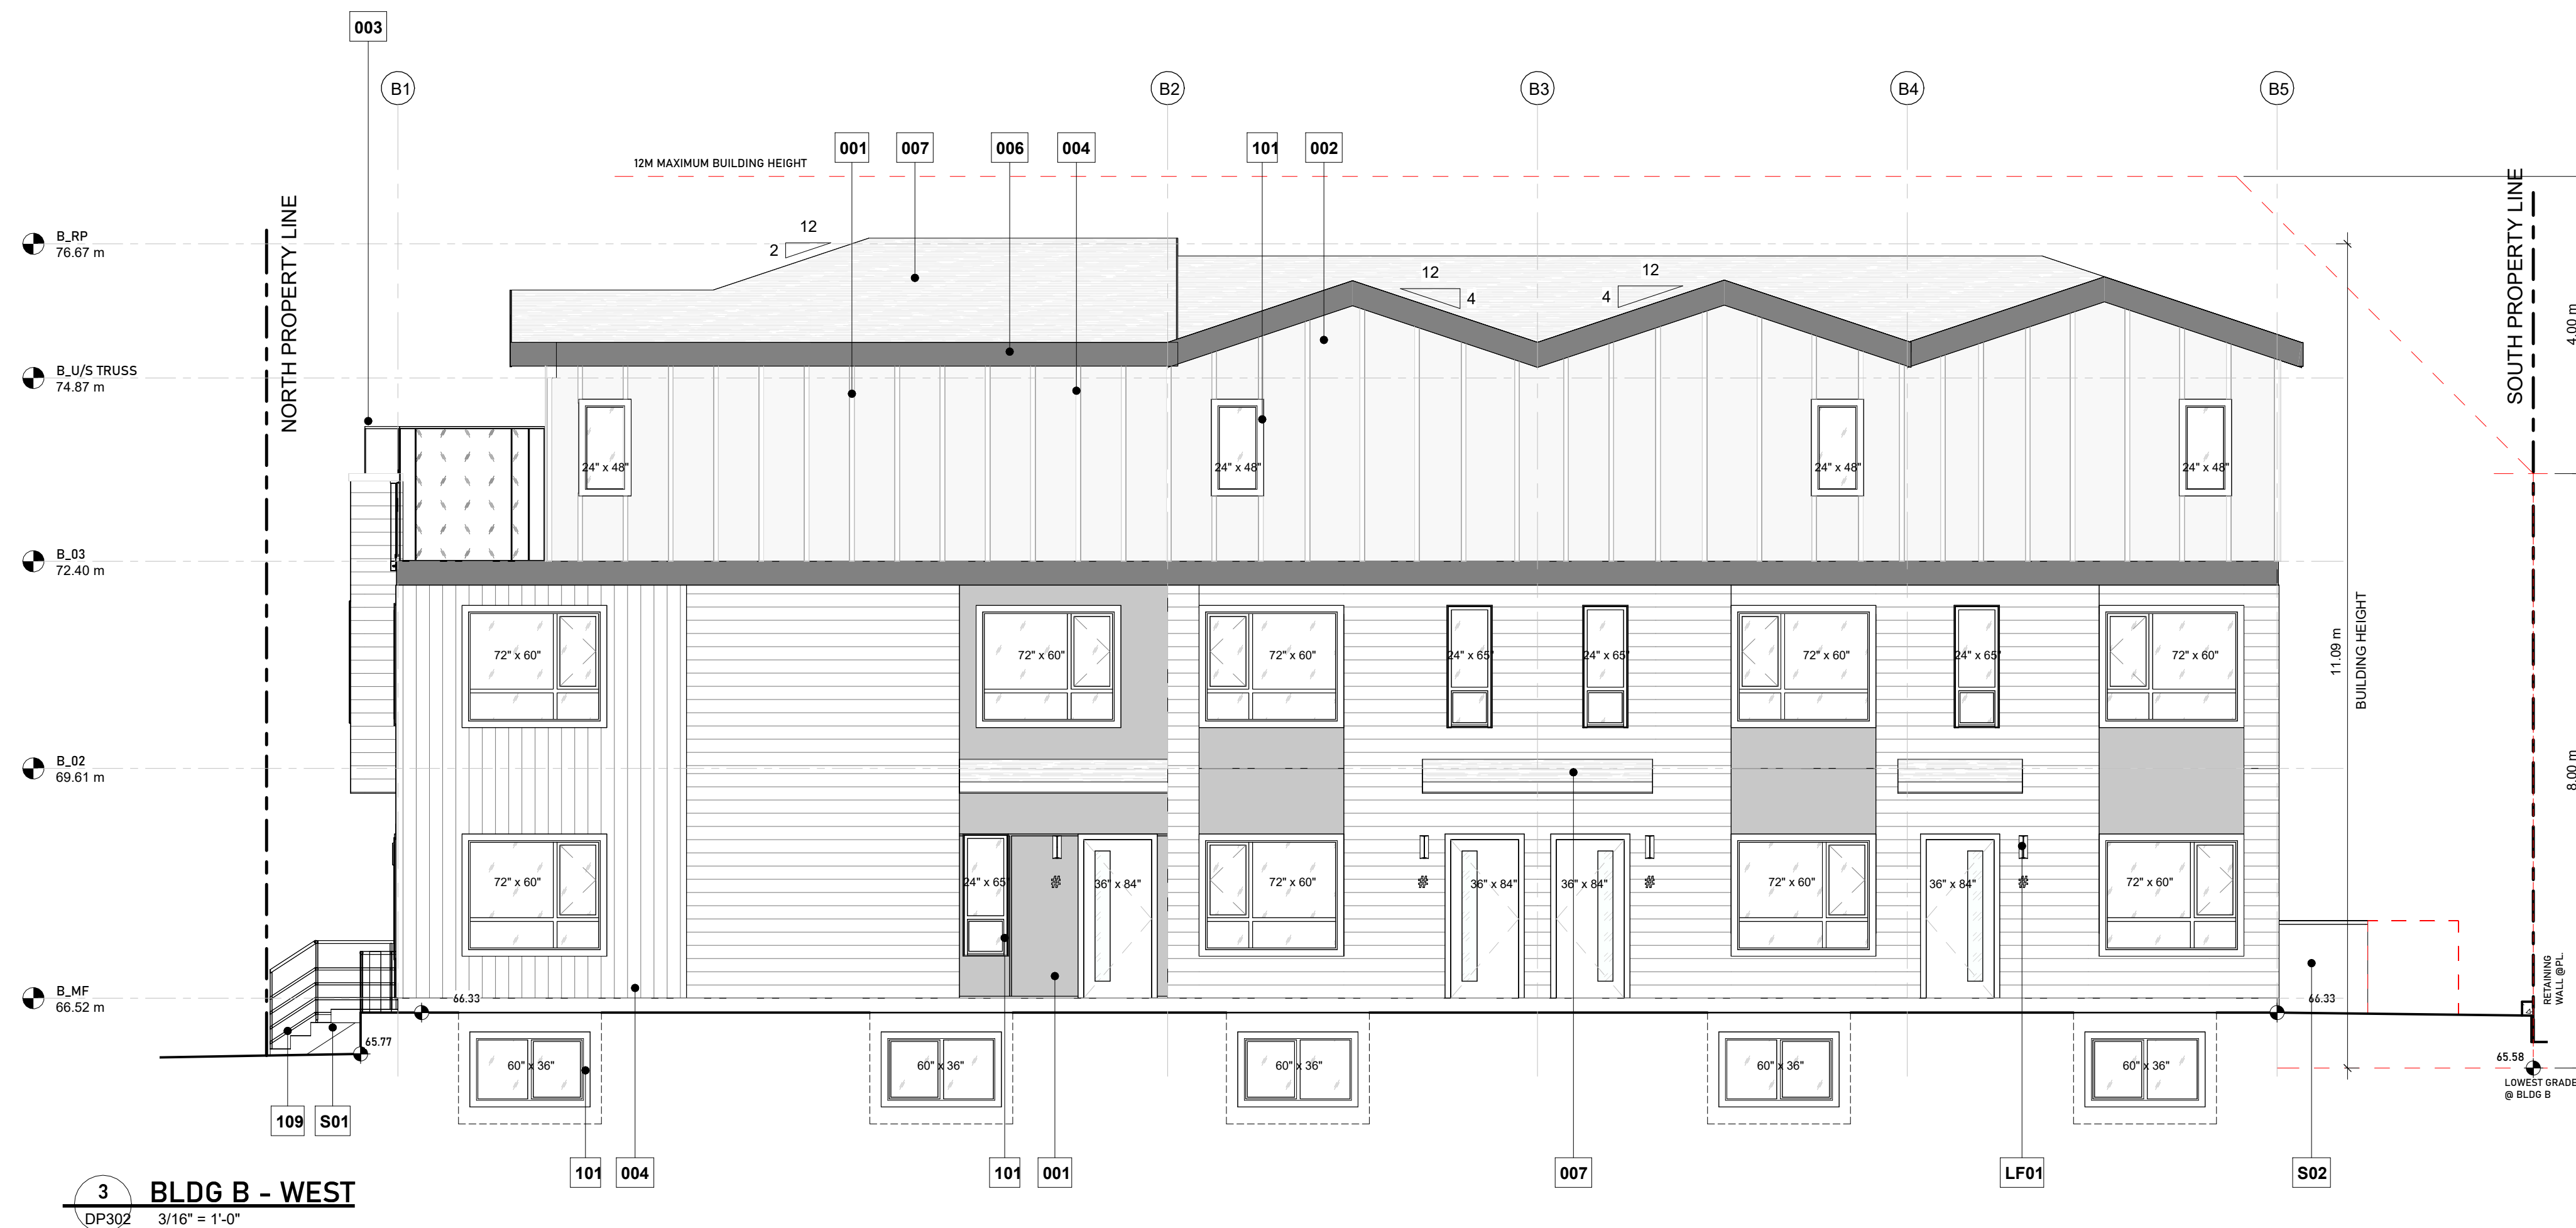 003
B1
B2
B3
B4
B5
001
007
006
004
101
002
12M MAXIMUM BUILDING HEIGHT
NORTH PROPERTY LINE
SOUTH PROPERTY LINE
B_RP
76.67 m
12
2
12
4
12
4
4.00 m
B_U/S TRUSS
74.87 m
24" x 48"
24" x 48"
24" x 48"
24" x 48"
B_03
72.40 m
72" x 60"
72" x 60"
72" x 60"
24" x 65"
24" x 65"
72" x 60"
24" x 65"
72" x 60"
11.09 m
BUILDING HEIGHT
B_02
69.61 m
8.00 m
72" x 60"
24" x 65"
36" x 84"
72" x 60"
36" x 84"
36" x 84"
72" x 60"
36" x 84"
72" x 60"
B_MF
66.52 m
66.33
66.33
RETAINING
WALL @PL.
65.77
60" x 36"
60" x 36"
60" x 36"
60" x 36"
60" x 36"
65.58
LOWEST GRADE
@ BLDG B
109
S01
101
004
101
001
007
LF01
S02
3
BLDG B - WEST
DP302
3/16" = 1'-0"